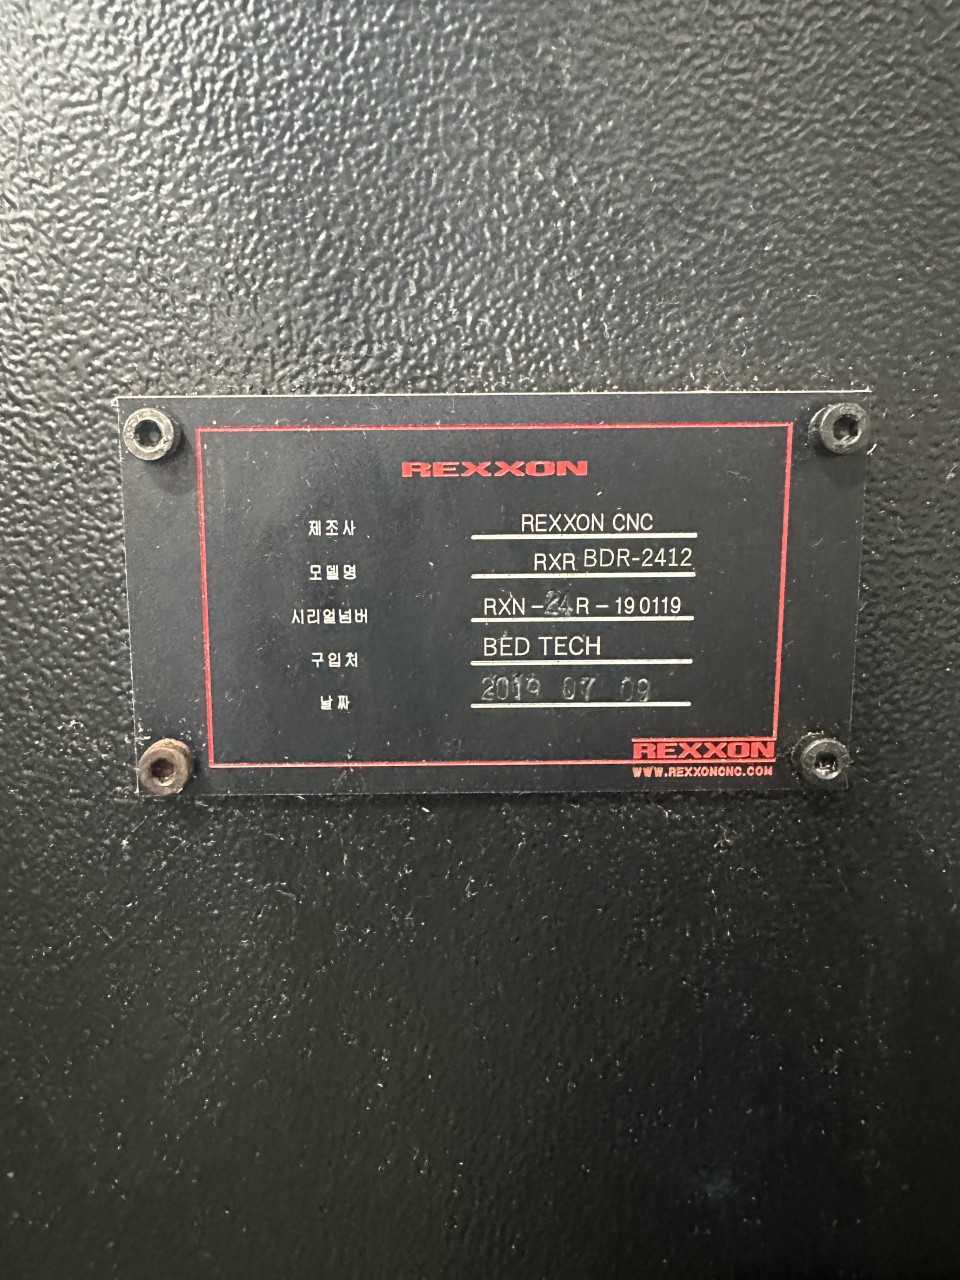 REXXON
제조사 REXXON CNC
모델명 RXR BDR-2412
시리얼넘버 RXN-24R-190119
구입처 BED TECH
날짜 2019 07 09
REXXON
WWW.REXXONCNC.COM